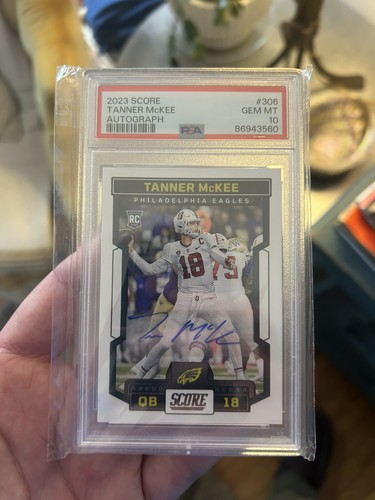 2023 SCORE #306
TANNER McKEE GEM MT
AUTOGRAPH 10
PSA 86943560
TANNER McKEE
PHILADELPHIA EAGLES
RC
C
18
79
QB SCORE 18